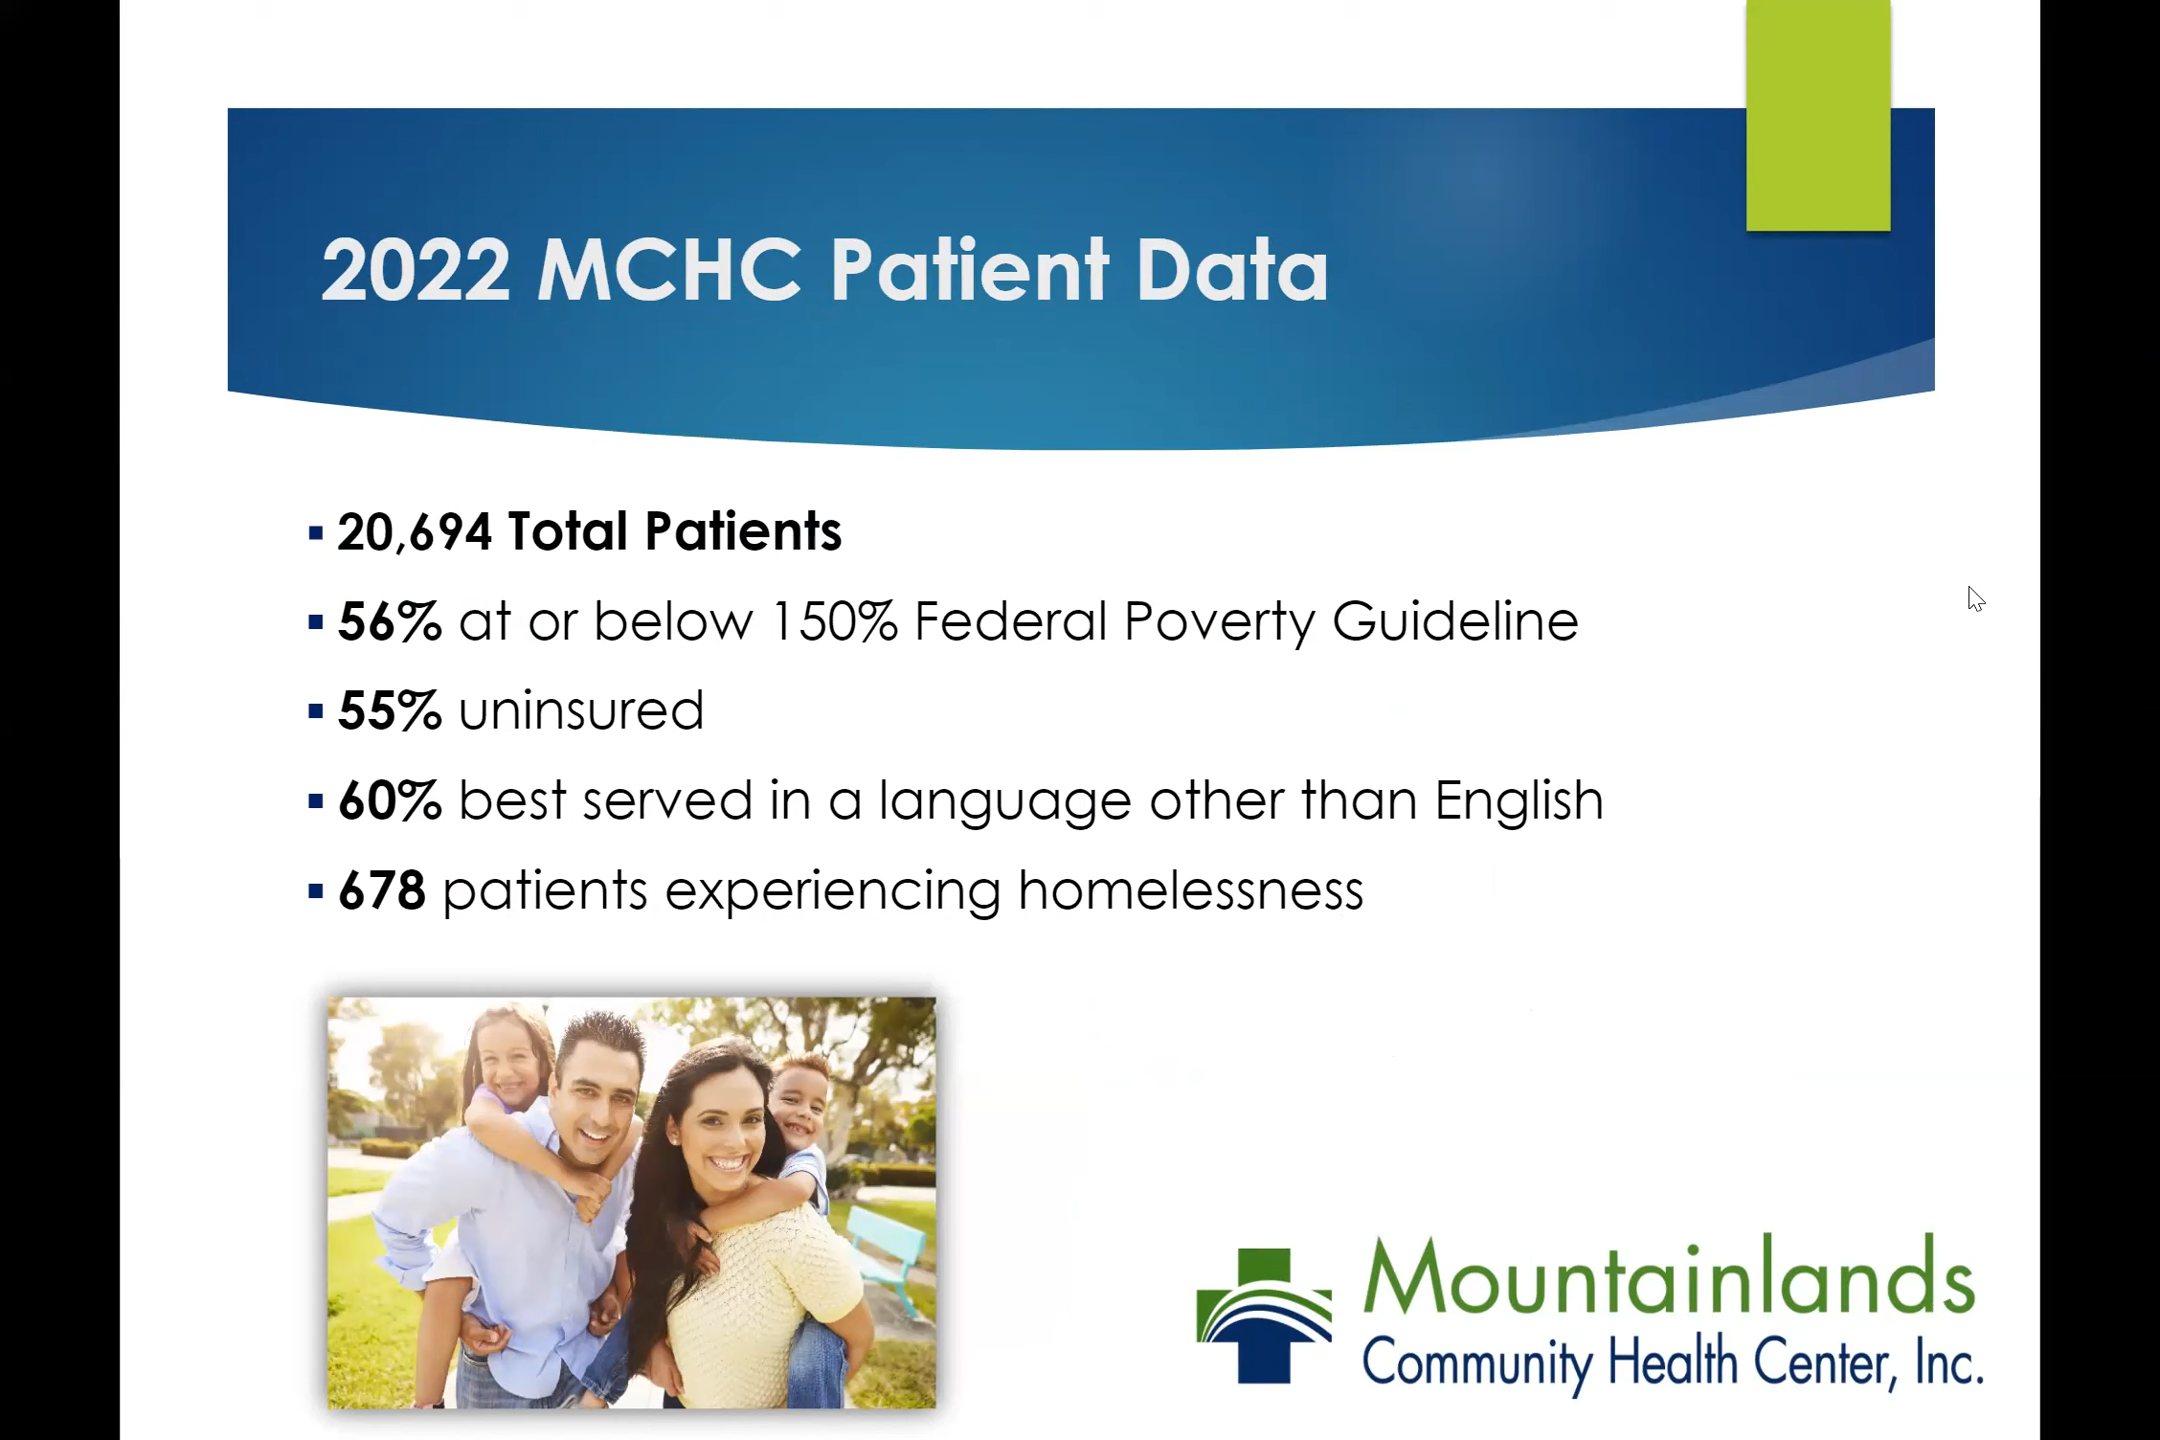 2022 MCHC Patient Data
20,694 Total Patients
56% at or below 150% Federal Poverty Guideline
55% uninsured
60% best served in a language other than English
678 patients experiencing homelessness
Mountainlands
Community Health Center, Inc.